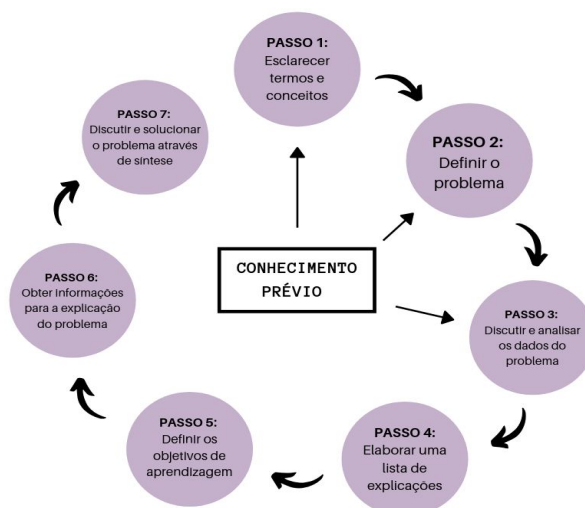 PASSO 1:
Esclarecer
termos e
conceitos
PASSO 2:
Definir o
problema
PASSO 3:
Discutir e analisar
os dados do
problema
PASSO 4:
Elaborar uma
lista de
explicações
PASSO 5:
Definir os
objetivos de
aprendizagem
PASSO 6:
Obter informações
para a explicação
do problema
PASSO 7:
Discutir e solucionar
o problema através
de síntese
CONHECIMENTO
PRÉVIO